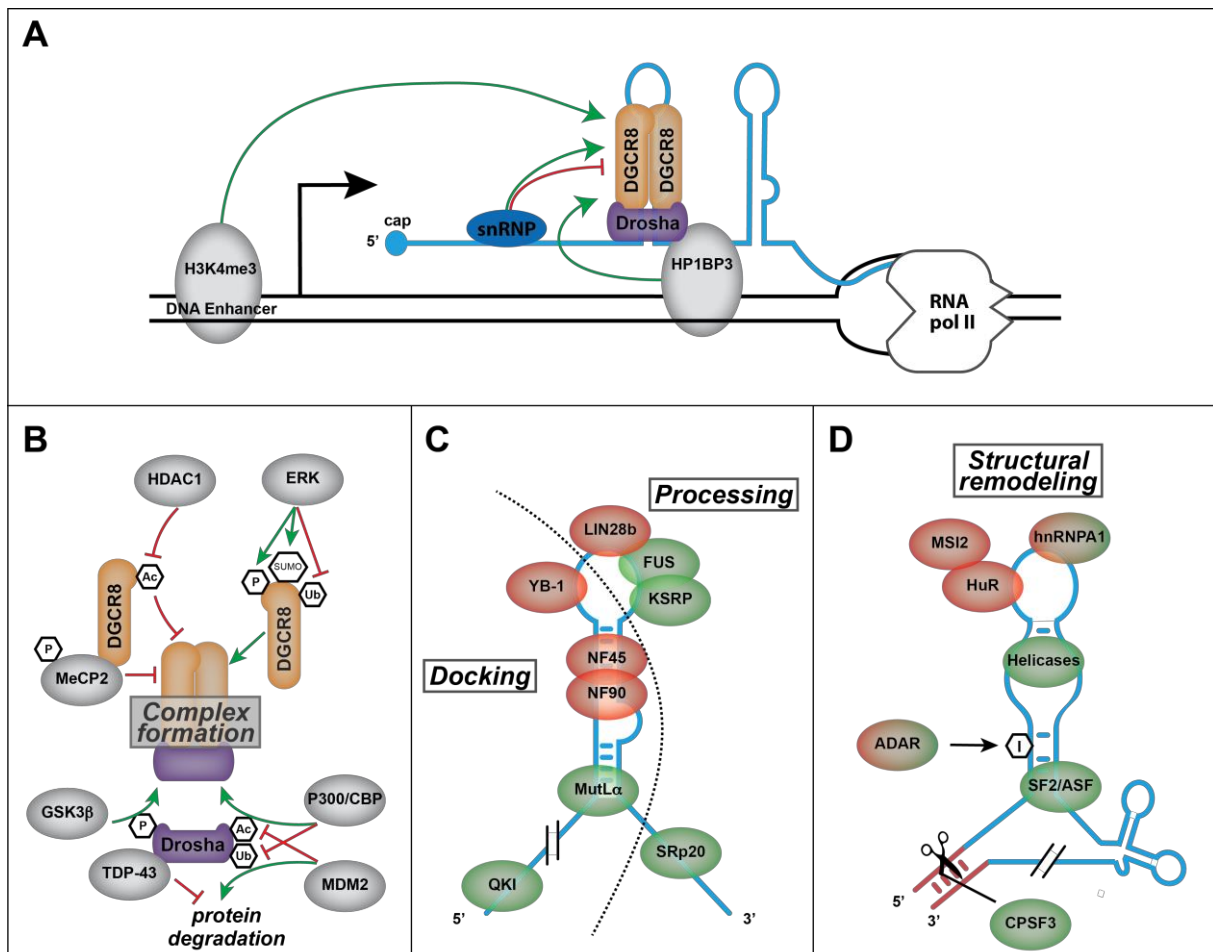 A
DGCR8
DGCR8
cap
5’
snRNP
Drosha
H3K4me3
HP1BP3
DNA Enhancer
RNA
pol II
B
HDAC1
ERK
Ac
P
SUMO
Ub
DGCR8
DGCR8
P
MeCP2
Complex
formation
GSK3β
P300/CBP
P
Ac
Drosha
Ub
TDP-43
MDM2
protein
degradation
C
Processing
LIN28b
FUS
YB-1
KSRP
NF45
Docking
NF90
MutLα
SRp20
QKI
5’
3’
D
Structural
remodeling
MSI2
hnRNPA1
HuR
Helicases
ADAR
I
SF2/ASF
5’
3’
CPSF3